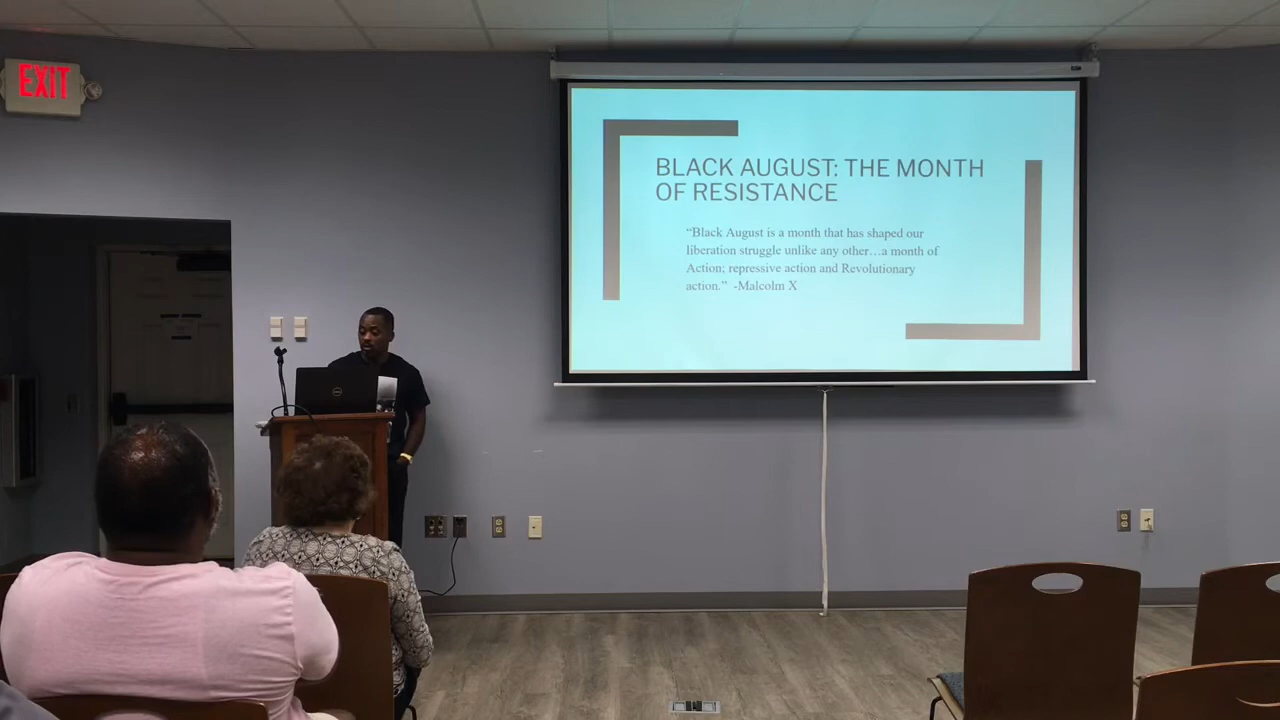 EXIT
BLACK AUGUST: THE MONTH
OF RESISTANCE
“Black August is a month that has shaped our
liberation struggle unlike any other…a month of
Action; repressive action and Revolutionary
action.” -Malcolm X
DELL